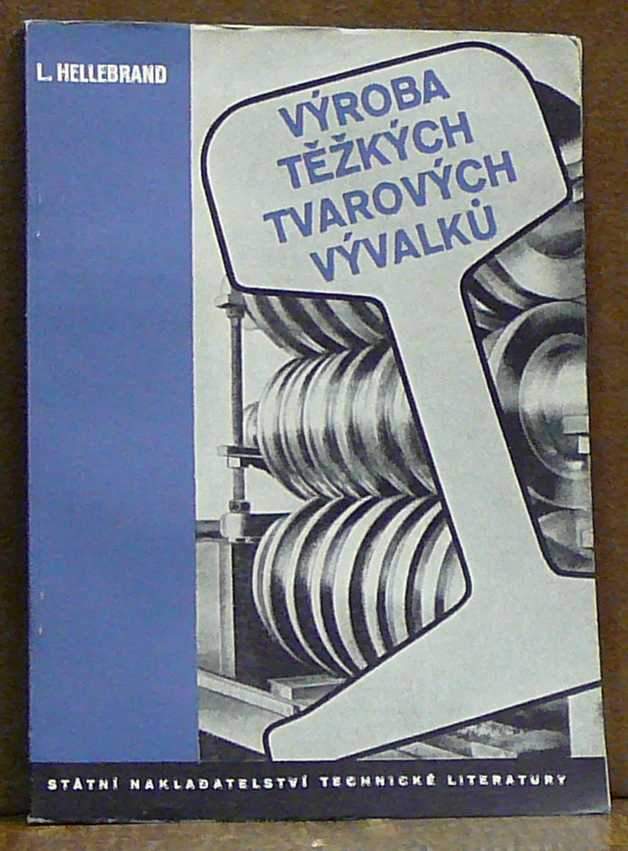 L. HELLEBRAND
VÝROBA
TĚŽKÝCH
TVAROVÝCH
VÝVALKŮ
STÁTNÍ NAKLADATELSTVÍ TECHNICKÉ LITERATURY